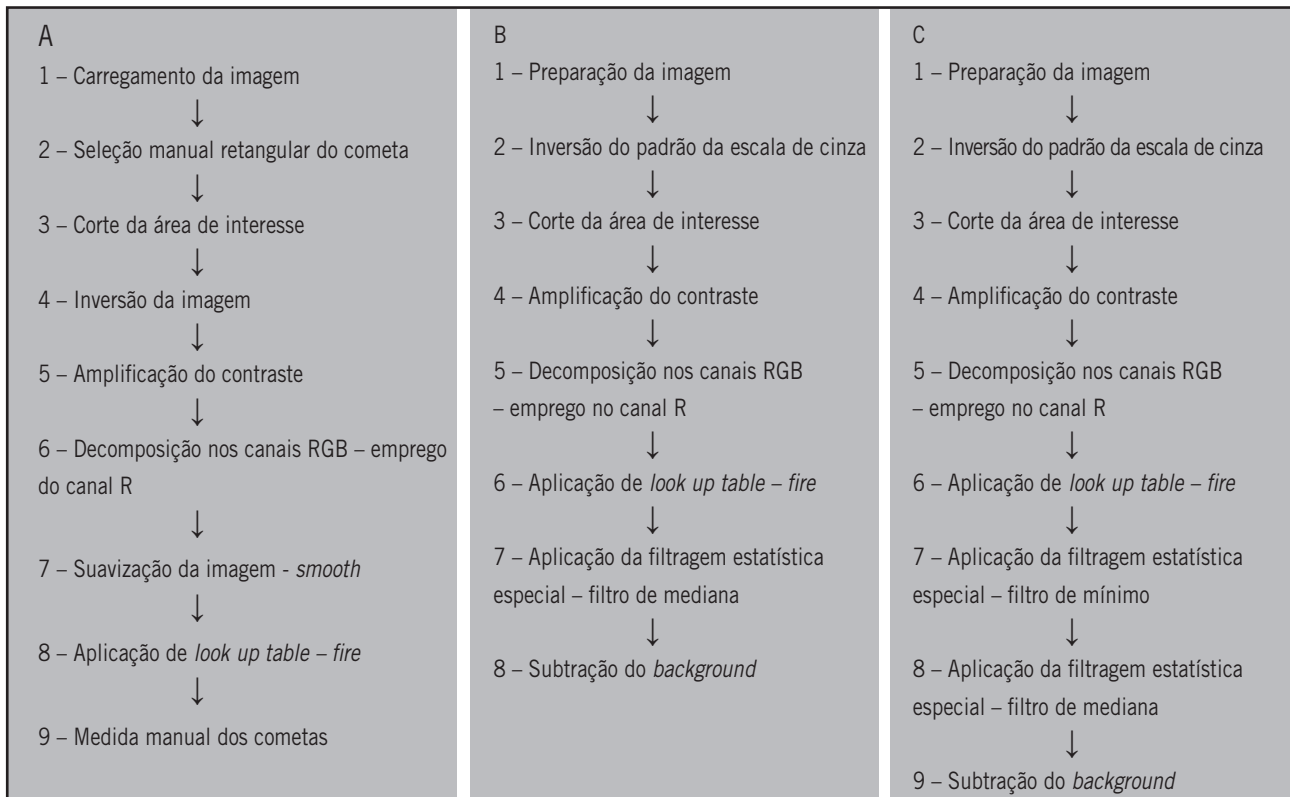 A
1 – Carregamento da imagem
↓
2 – Seleção manual retangular do cometa
↓
3 – Corte da área de interesse
↓
4 – Inversão da imagem
↓
5 – Amplificação do contraste
↓
6 – Decomposição nos canais RGB – emprego
do canal R
↓
7 – Suavização da imagem - smooth
↓
8 – Aplicação de look up table – fire
↓
9 – Medida manual dos cometas
B
1 – Preparação da imagem
↓
2 – Inversão do padrão da escala de cinza
↓
3 – Corte da área de interesse
↓
4 – Amplificação do contraste
↓
5 – Decomposição nos canais RGB
– emprego no canal R
↓
6 – Aplicação de look up table – fire
↓
7 – Aplicação da filtragem estatística
especial – filtro de mediana
↓
8 – Subtração do background
C
1 – Preparação da imagem
↓
2 – Inversão do padrão da escala de cinza
↓
3 – Corte da área de interesse
↓
4 – Amplificação do contraste
↓
5 – Decomposição nos canais RGB
– emprego no canal R
↓
6 – Aplicação de look up table – fire
↓
7 – Aplicação da filtragem estatística
especial – filtro de mínimo
↓
8 – Aplicação da filtragem estatística
especial – filtro de mediana
↓
9 – Subtração do background